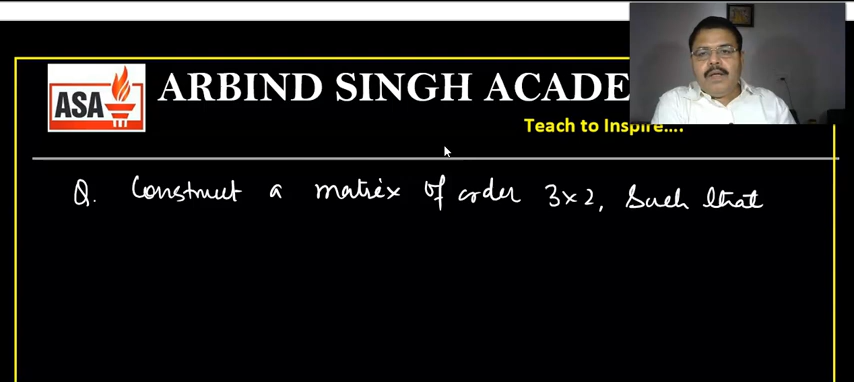 ASA
ARBIND SINGH ACADE
Teach to Inspire....
Q. Construct a matrix of order 3×2, Such that